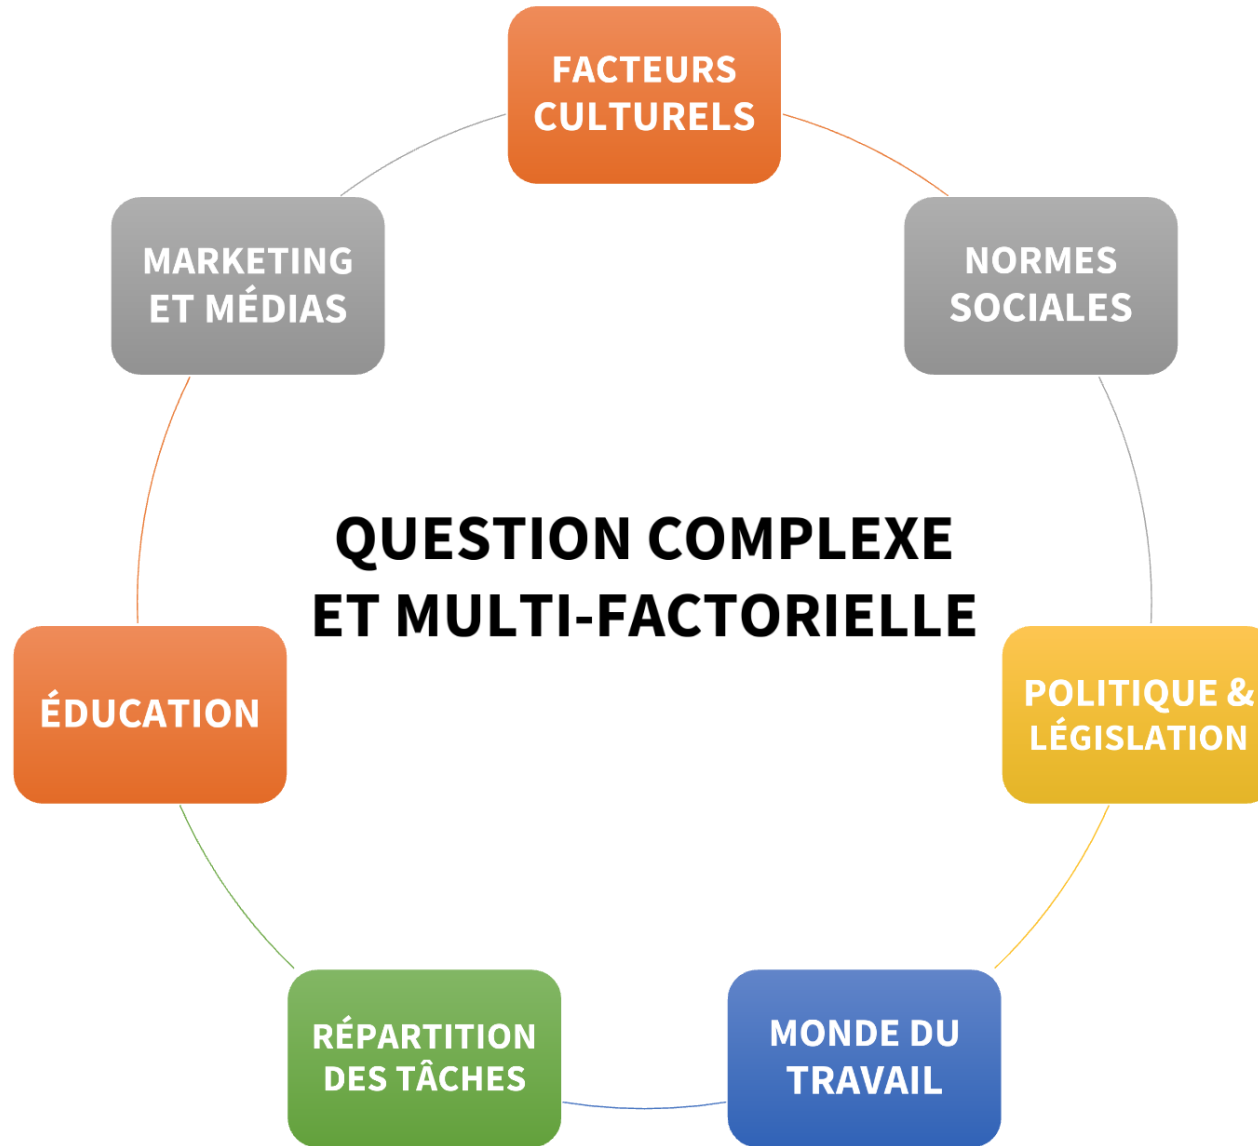 FACTEURS
CULTURELS
MARKETING
ET MÉDIAS
NORMES
SOCIALES
QUESTION COMPLEXE
ET MULTI-FACTORIELLE
ÉDUCATION
POLITIQUE &
LÉGISLATION
RÉPARTITION
DES TÂCHES
MONDE DU
TRAVAIL